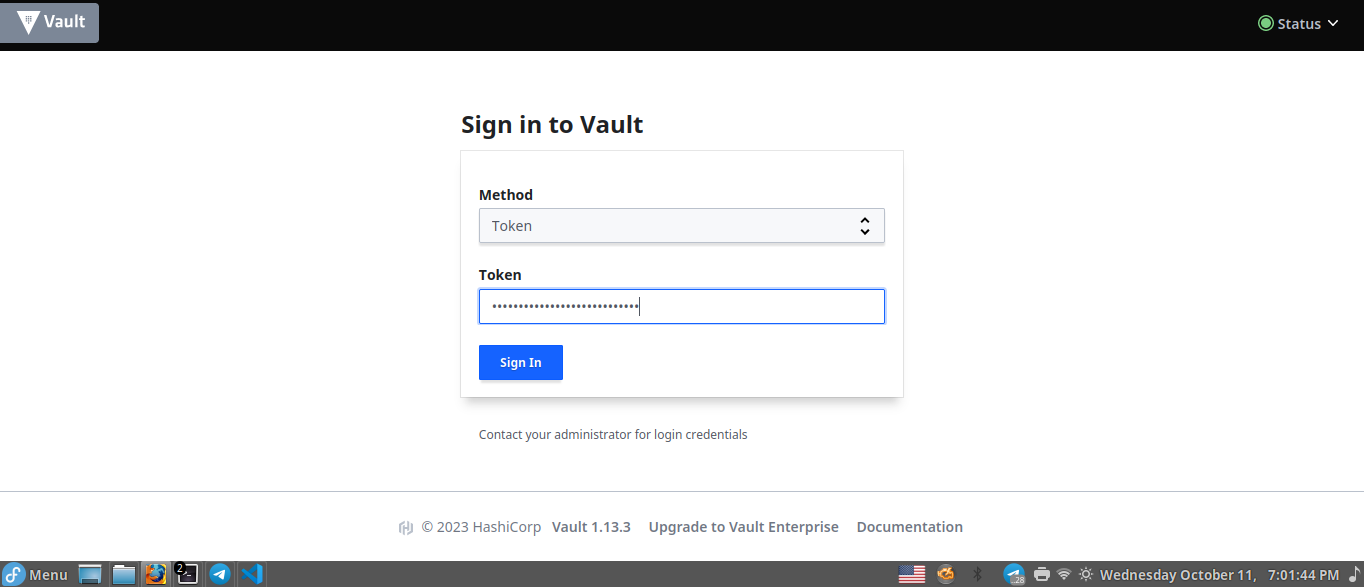 Vault
Status
Sign in to Vault
Method
Token
Token
••••••••••••••••••••••••••••
Sign In
Contact your administrator for login credentials
© 2023 HashiCorp Vault 1.13.3 Upgrade to Vault Enterprise Documentation
Menu 2 28 Wednesday October 11, 7:01:44 PM